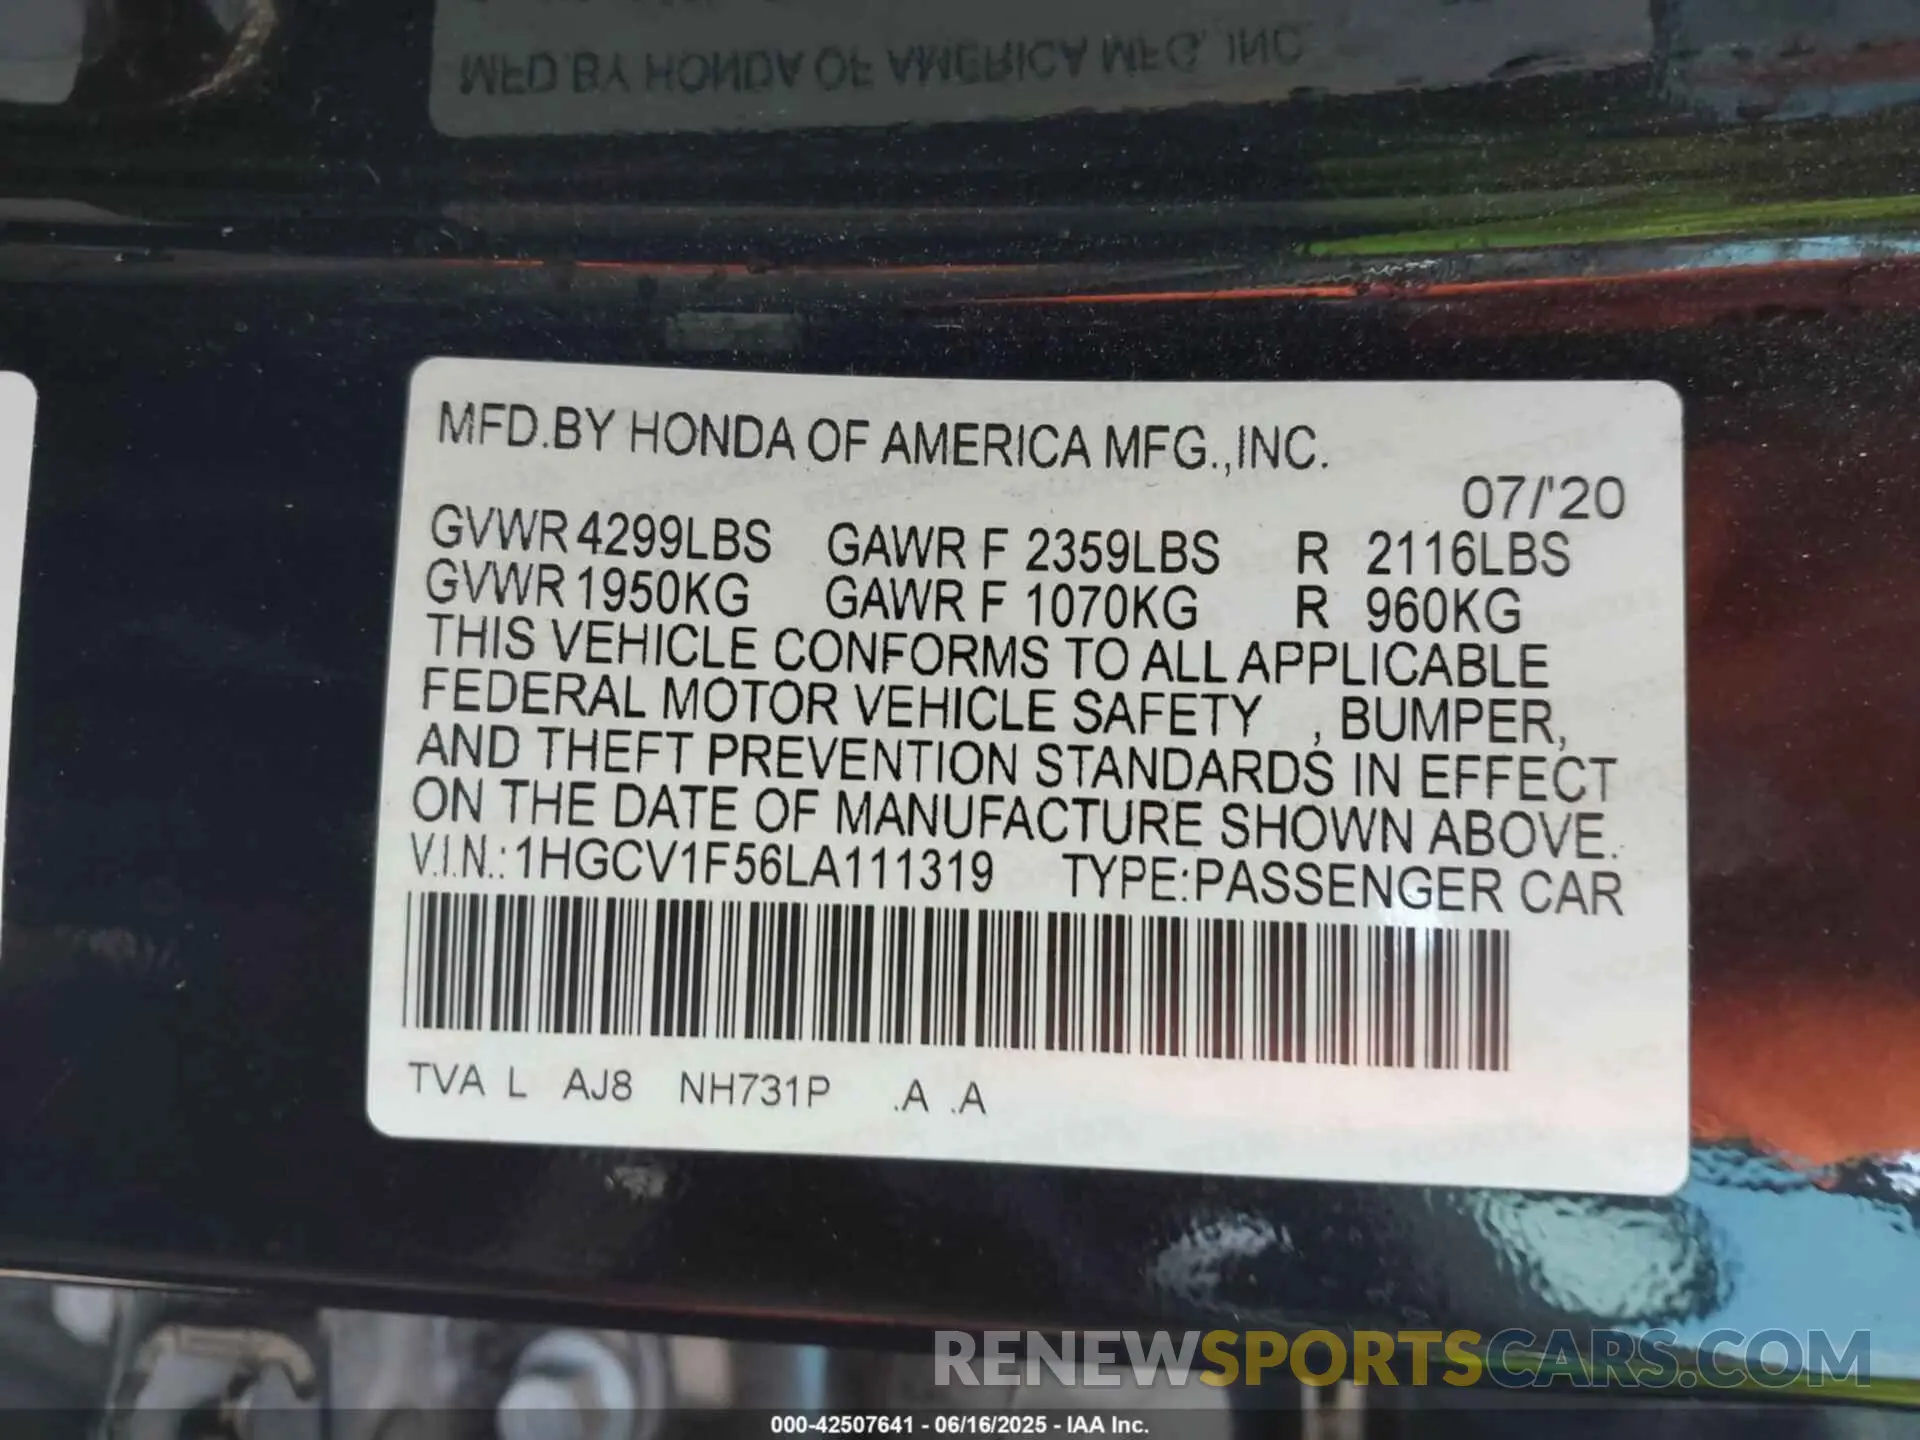 MFD.BY HONDA OF AMERICA MFG.,INC.
MFD.BY HONDA OF AMERICA MFG.,INC.
07/'20
GVWR 4299LBS GAWR F 2359LBS R 2116LBS
GVWR 1950KG GAWR F 1070KG R 960KG
THIS VEHICLE CONFORMS TO ALL APPLICABLE
FEDERAL MOTOR VEHICLE SAFETY , BUMPER,
AND THEFT PREVENTION STANDARDS IN EFFECT
ON THE DATE OF MANUFACTURE SHOWN ABOVE.
V.I.N.: 1HGCV1F56LA111319 TYPE:PASSENGER CAR
TVA L AJ8 NH731P .A .A
RENEWSPORTSCARS.COM
000-42507641 - 06/16/2025 - IAA Inc.